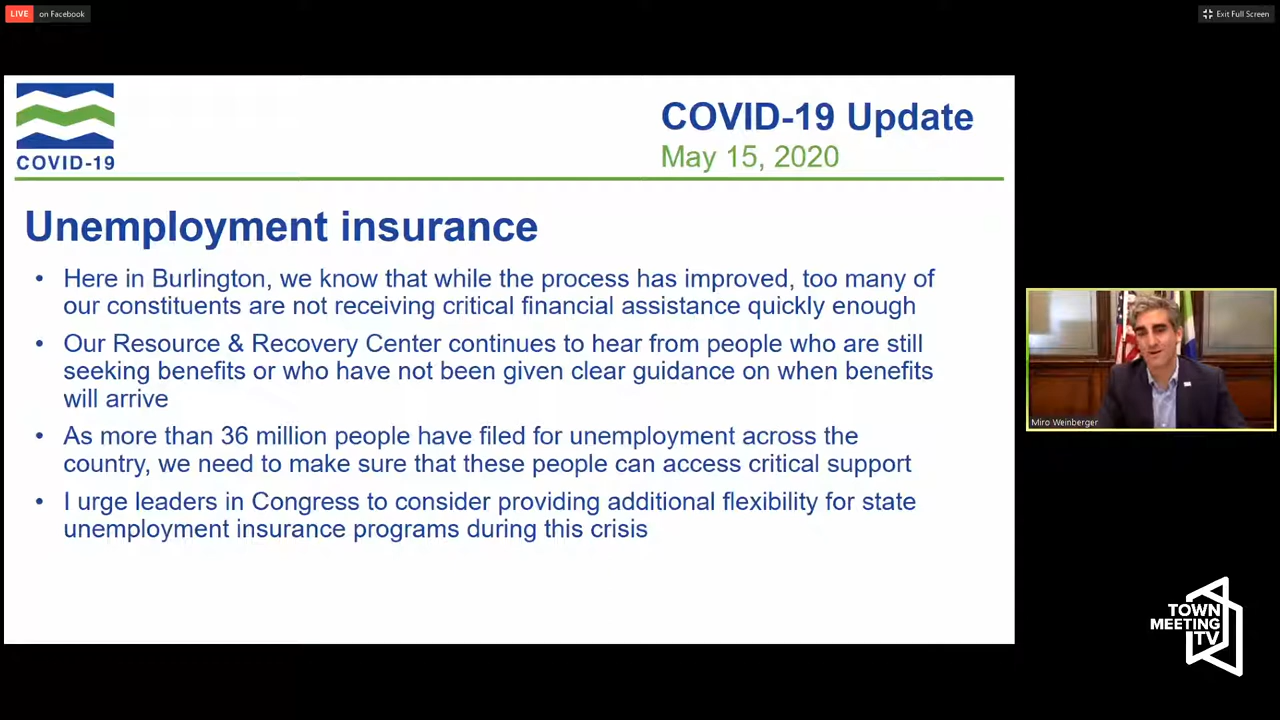 LIVE on Facebook
Exit Full Screen
COVID-19
COVID-19 Update
May 15, 2020
Unemployment insurance
• Here in Burlington, we know that while the process has improved, too many of
our constituents are not receiving critical financial assistance quickly enough
• Our Resource & Recovery Center continues to hear from people who are still
seeking benefits or who have not been given clear guidance on when benefits
will arrive
• As more than 36 million people have filed for unemployment across the
country, we need to make sure that these people can access critical support
• I urge leaders in Congress to consider providing additional flexibility for state
unemployment insurance programs during this crisis
Miro Weinberger
TOWN
MEETING
TV